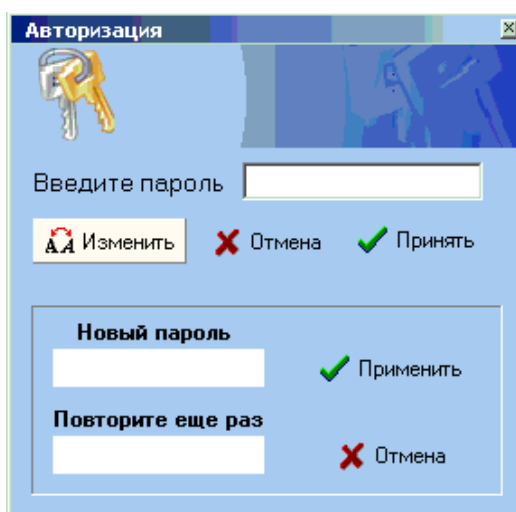 Авторизация
Введите пароль
Изменить Отмена Принять
Новый пароль
Применить
Повторите еще раз
Отмена